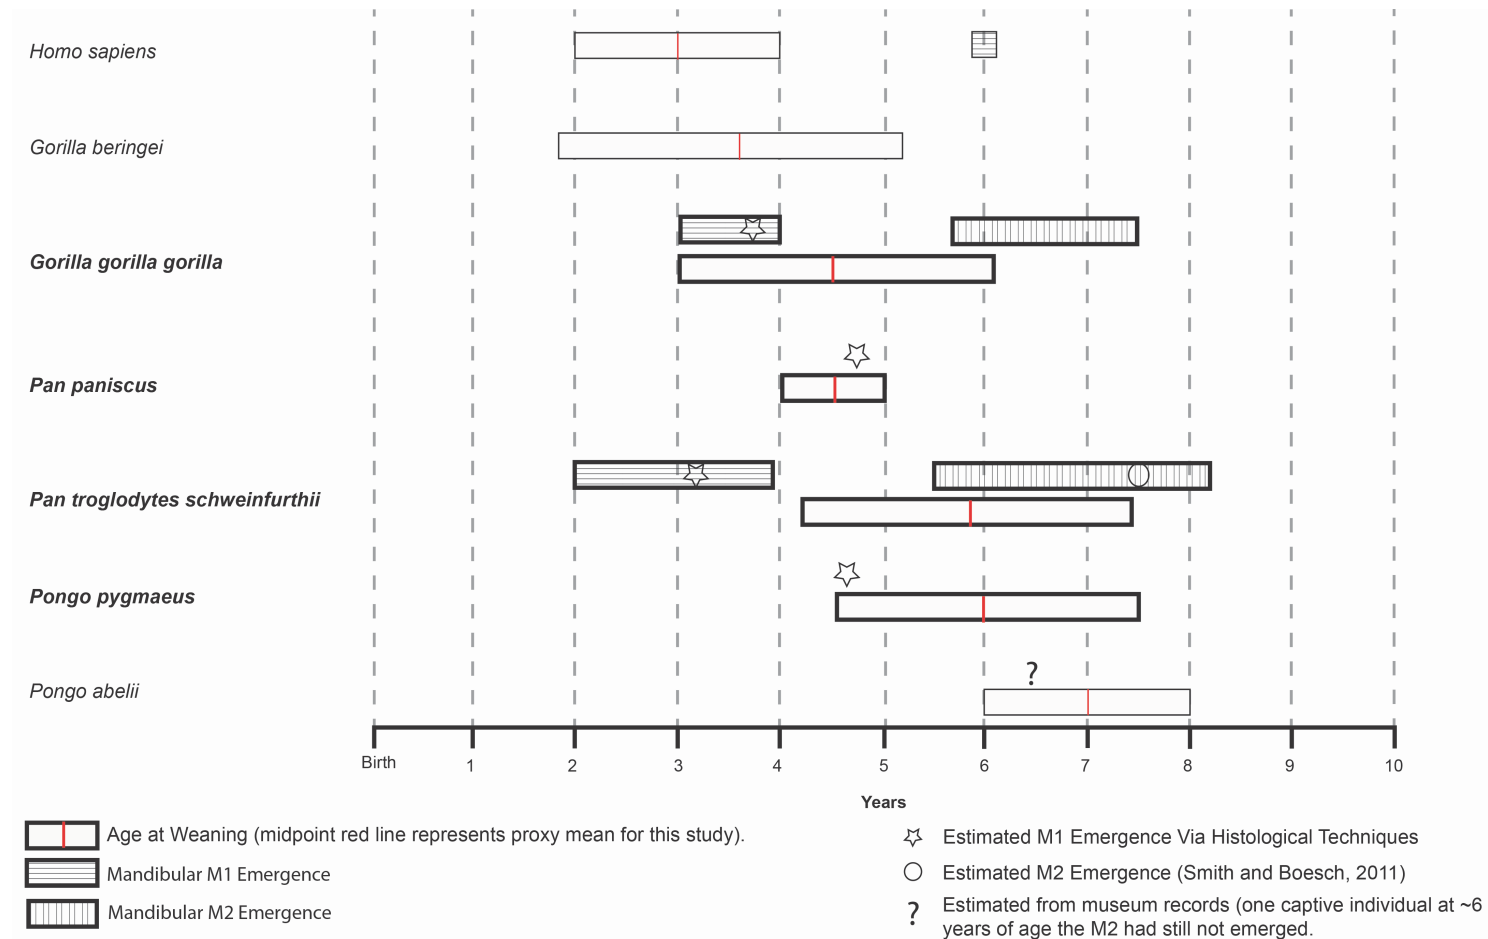 Homo sapiens
Gorilla beringei
Gorilla gorilla gorilla
Pan paniscus
Pan troglodytes schweinfurthii
Pongo pygmaeus
?
Pongo abelii
Birth 1 2 3 4 5 6 7 8 9 10
Years
Age at Weaning (midpoint red line represents proxy mean for this study).
Mandibular M1 Emergence
Mandibular M2 Emergence
Estimated M1 Emergence Via Histological Techniques
Estimated M2 Emergence (Smith and Boesch, 2011)
? Estimated from museum records (one captive individual at ~6
years of age the M2 had still not emerged.